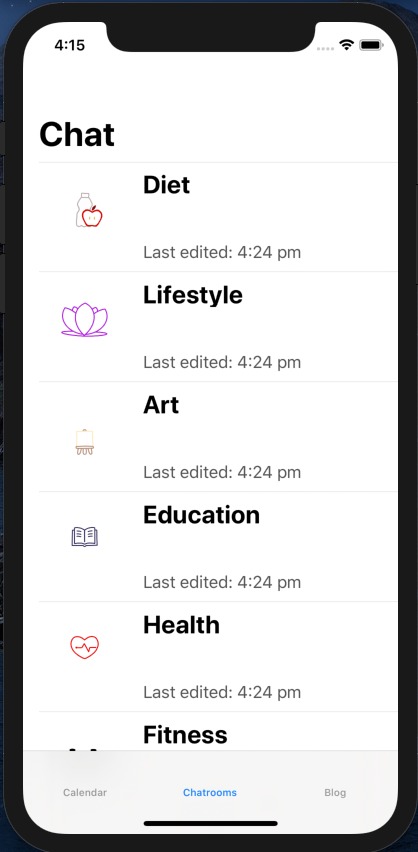 4:15
Chat
Diet
Last edited: 4:24 pm
Lifestyle
Last edited: 4:24 pm
Art
Last edited: 4:24 pm
Education
Last edited: 4:24 pm
Health
Last edited: 4:24 pm
Fitness
Calendar Chatrooms Blog